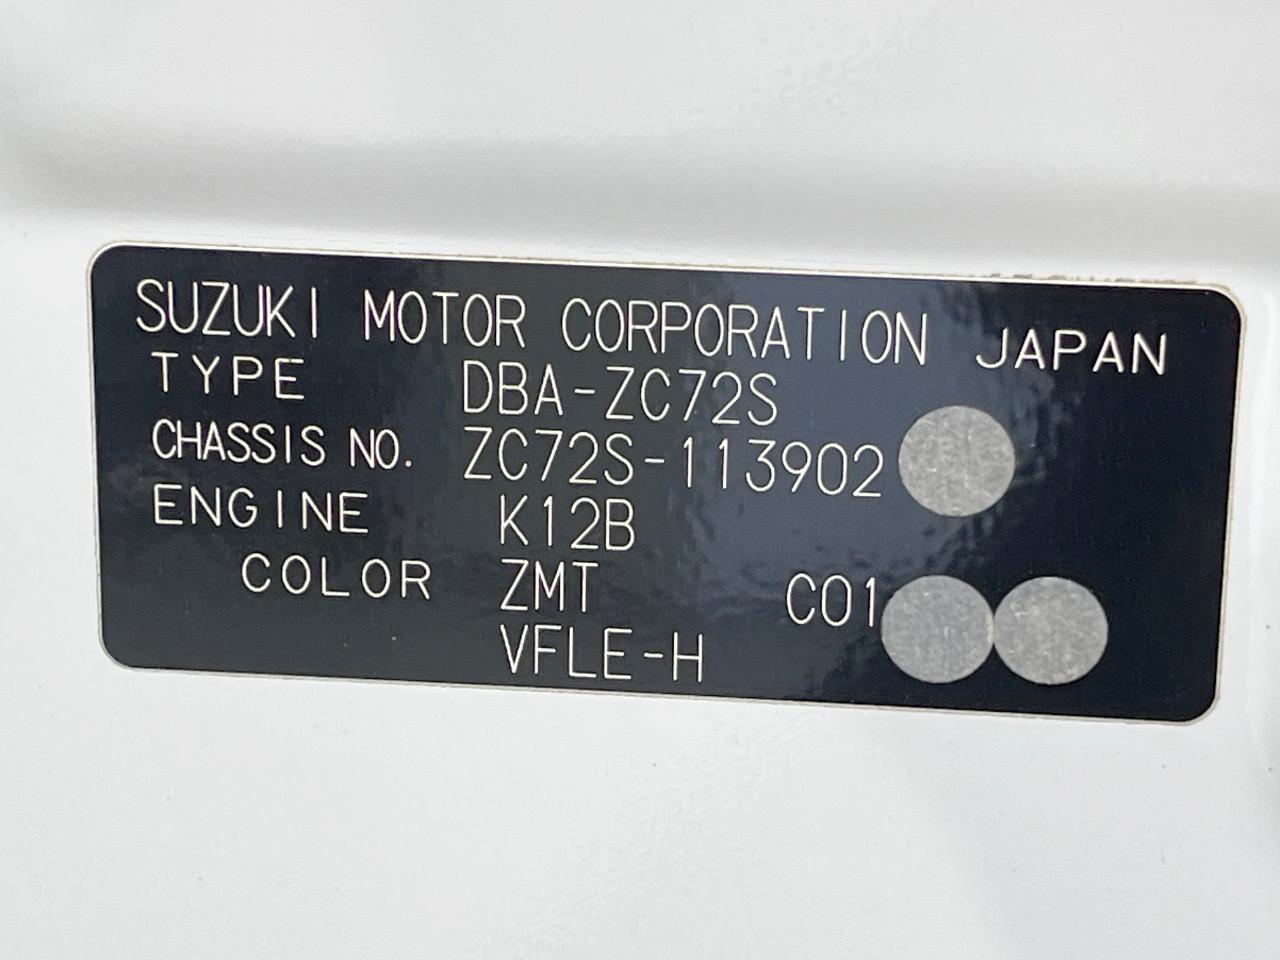 SUZUKI MOTOR CORPORATION JAPAN
TYPE DBA-ZC72S
CHASSIS NO. ZC72S-113902
ENGINE K12B
COLOR ZMT C01
VFLE-H